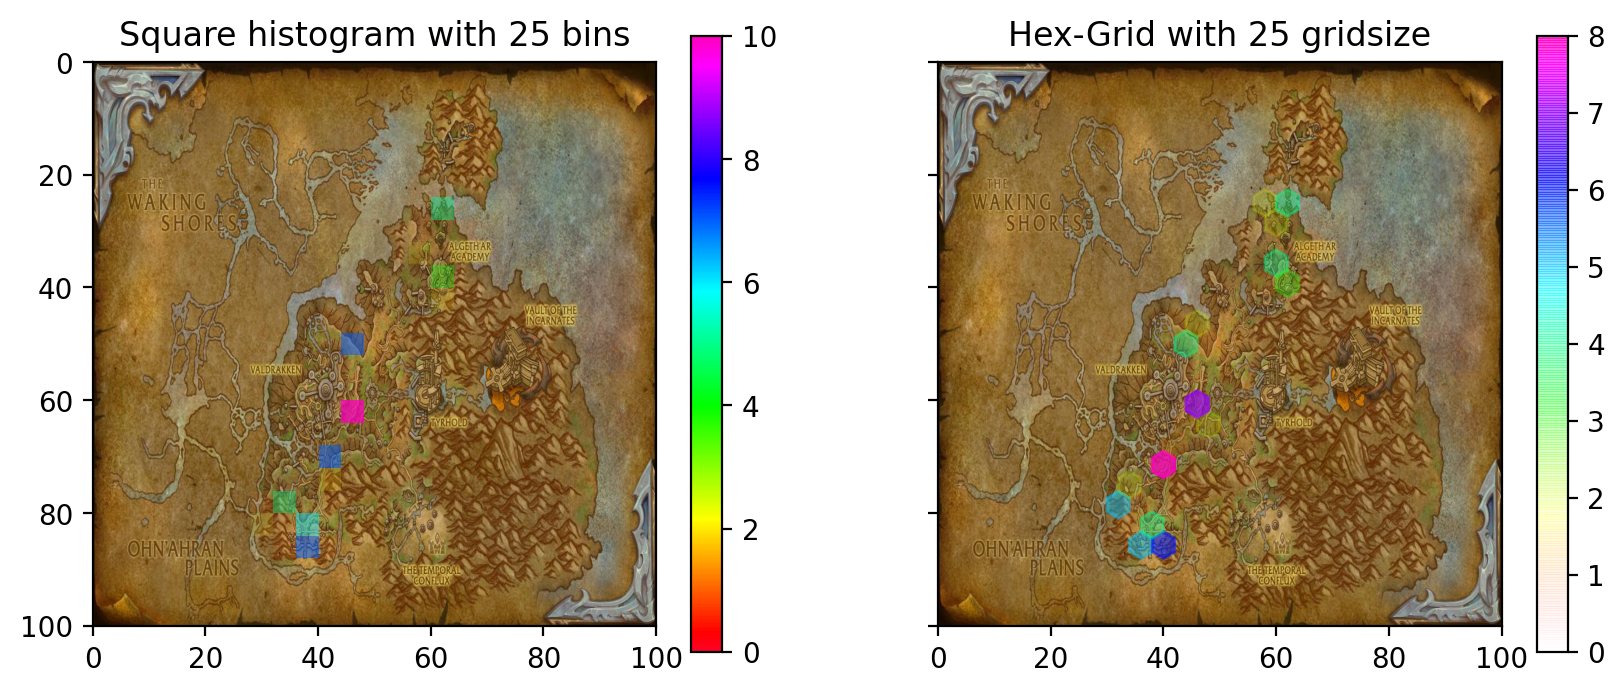 Square histogram with 25 bins
0
20
40
60
80
100
0
20
40
60
80
100
THE
WAKING
SHORES
ALGETH'AR
ACADEMY
VAULT OF THE
INCARNATES
VALDRAKKEN
TYRHOLD
OHN'AHRAN
PLAINS
THE TEMPORAL
CONFLUX
10
8
6
4
2
0
Hex-Grid with 25 gridsize
0
20
40
60
80
100
THE
WAKING
SHORES
ALGETH'AR
ACADEMY
VAULT OF THE
INCARNATES
VALDRAKKEN
TYRHOLD
OHN'AHRAN
PLAINS
THE TEMPORAL
CONFLUX
8
7
6
5
4
3
2
1
0